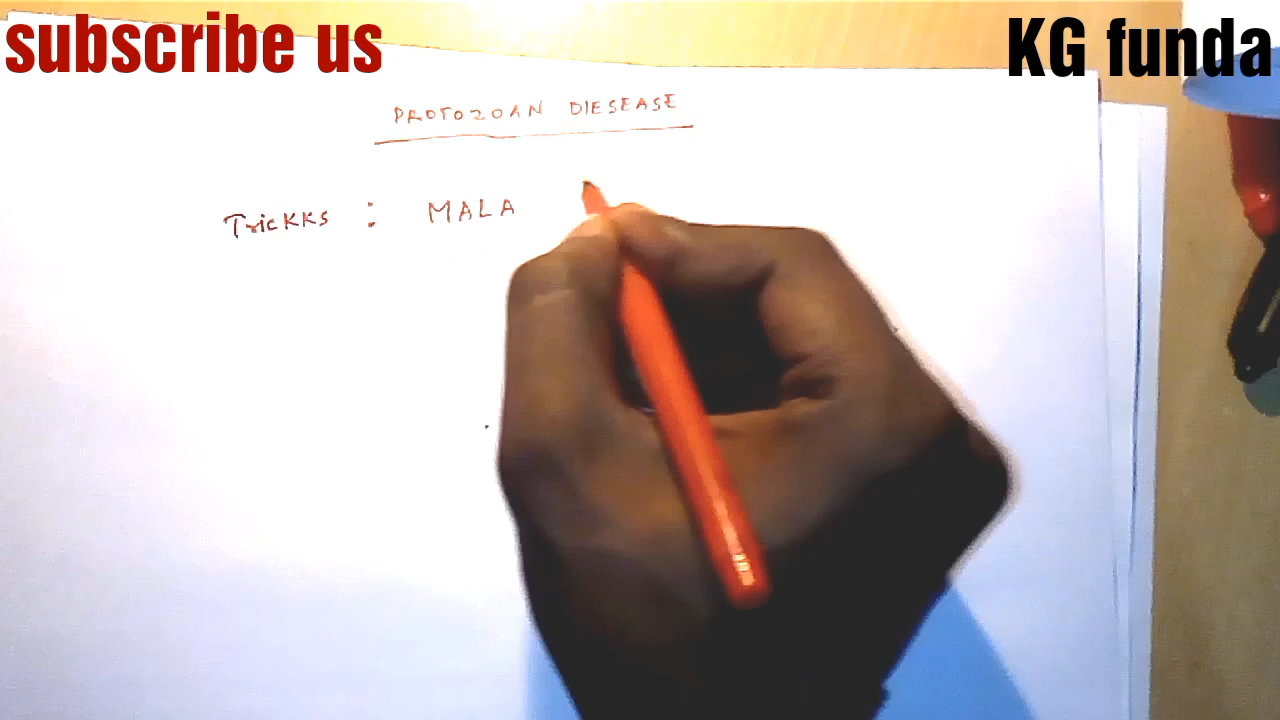 subscribe us
KG funda
PROTOZOAN DIESEASE
TricKKs : MALA